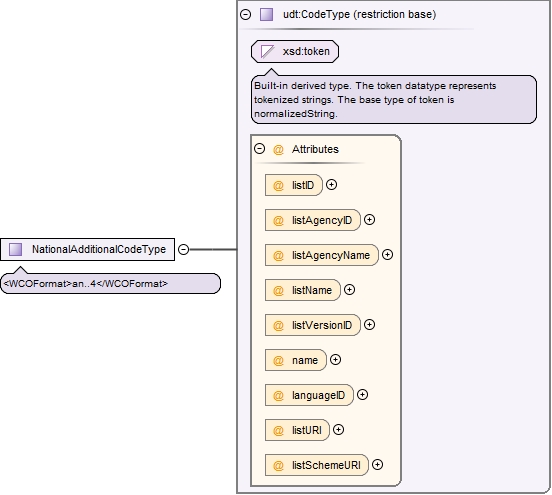 udt:CodeType (restriction base)
xsd:token
Built-in derived type. The token datatype represents
tokenized strings. The base type of token is
normalizedString.
@ Attributes
@ listID
@ listAgencyID
@ listAgencyName
@ listName
@ listVersionID
@ name
@ languageID
@ listURI
@ listSchemeURI
NationalAdditionalCodeType
<WCOFormat>an..4</WCOFormat>